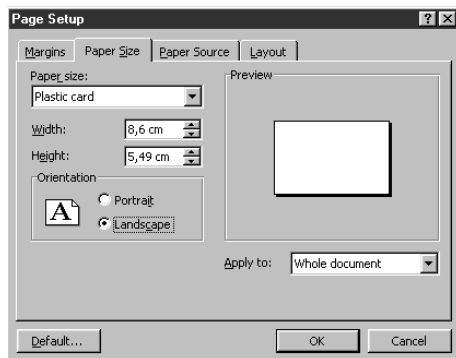 Page Setup
Margins Paper Size Paper Source Layout
Paper size:
Plastic card
Width: 8,6 cm
Height: 5,49 cm
Orientation
A
Portrait
Landscape
Preview
Apply to: Whole document
Default... OK Cancel